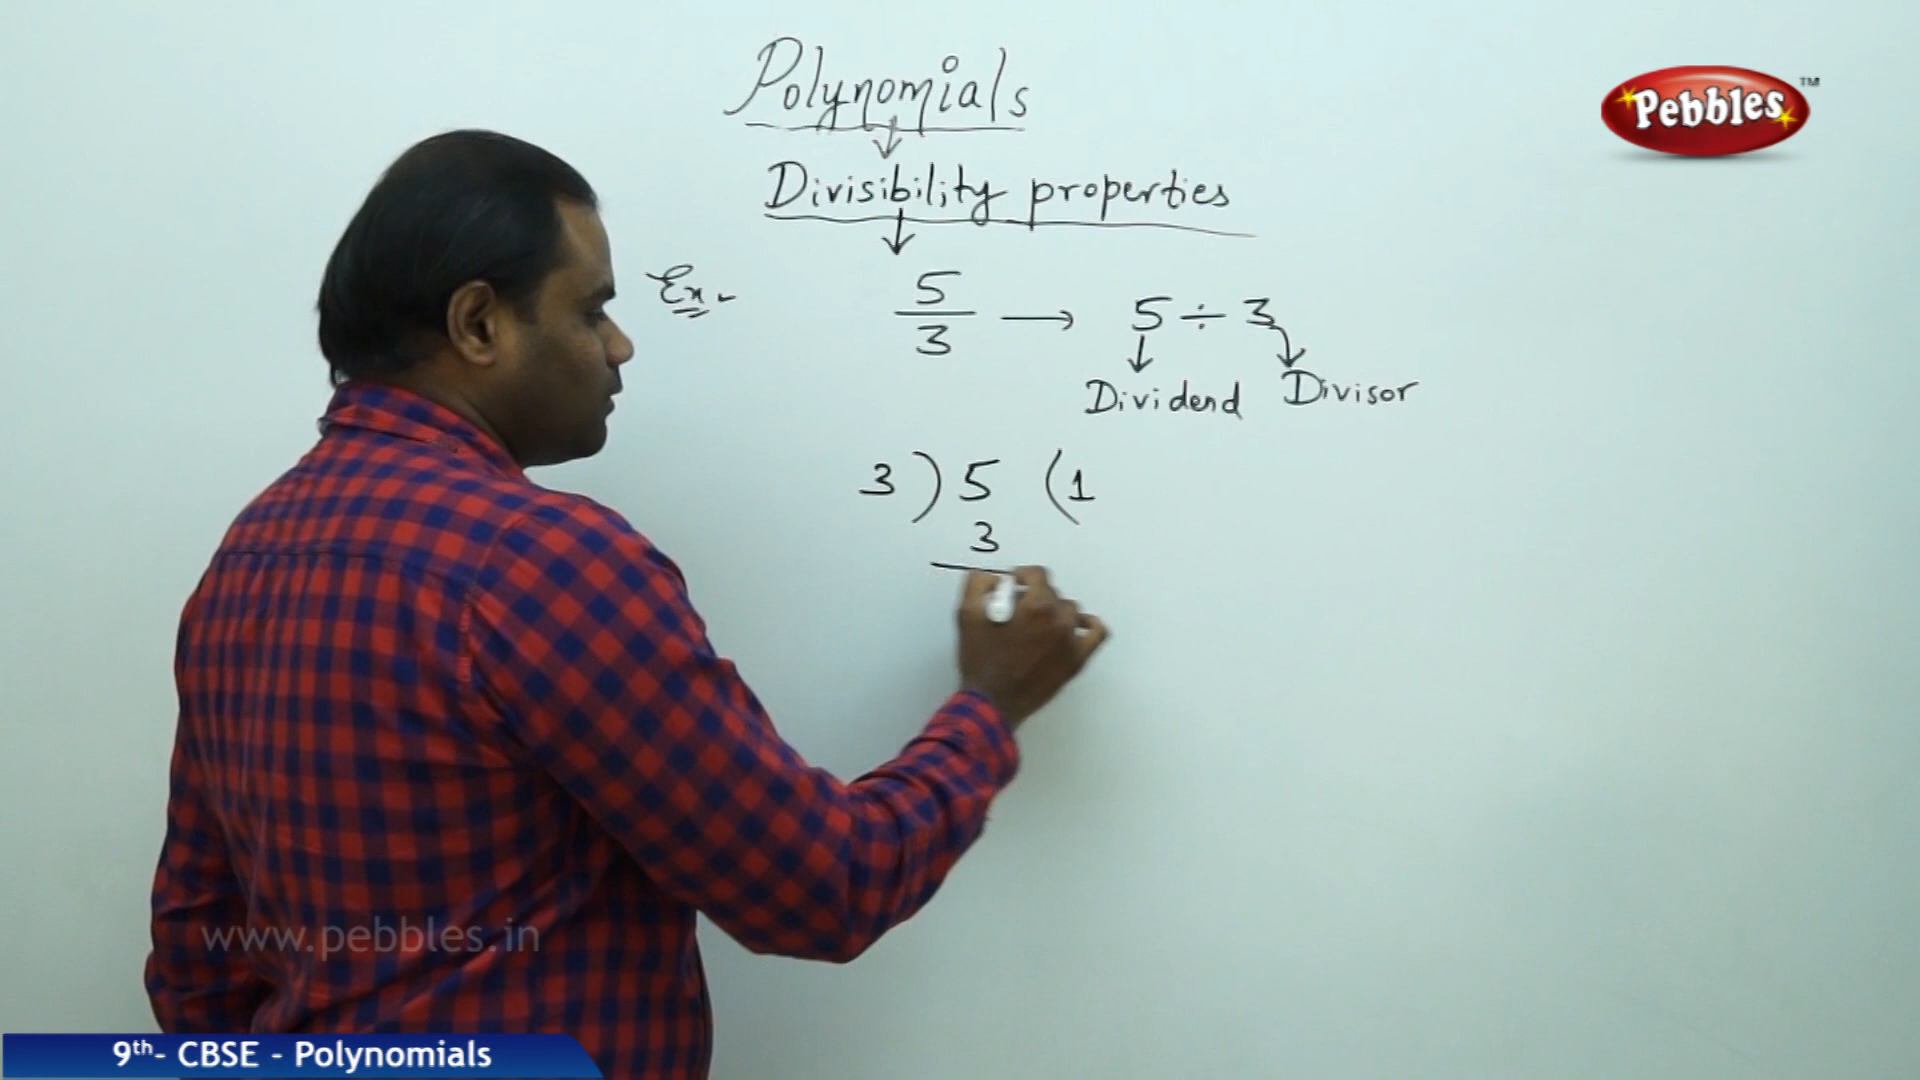 Polynomials
Pebbles™
Divisibility properties
Ex
5/3 → 5 ÷ 3
Dividend Divisor
3 ) 5 ( 1
3
www.pebbles.in
9th- CBSE - Polynomials